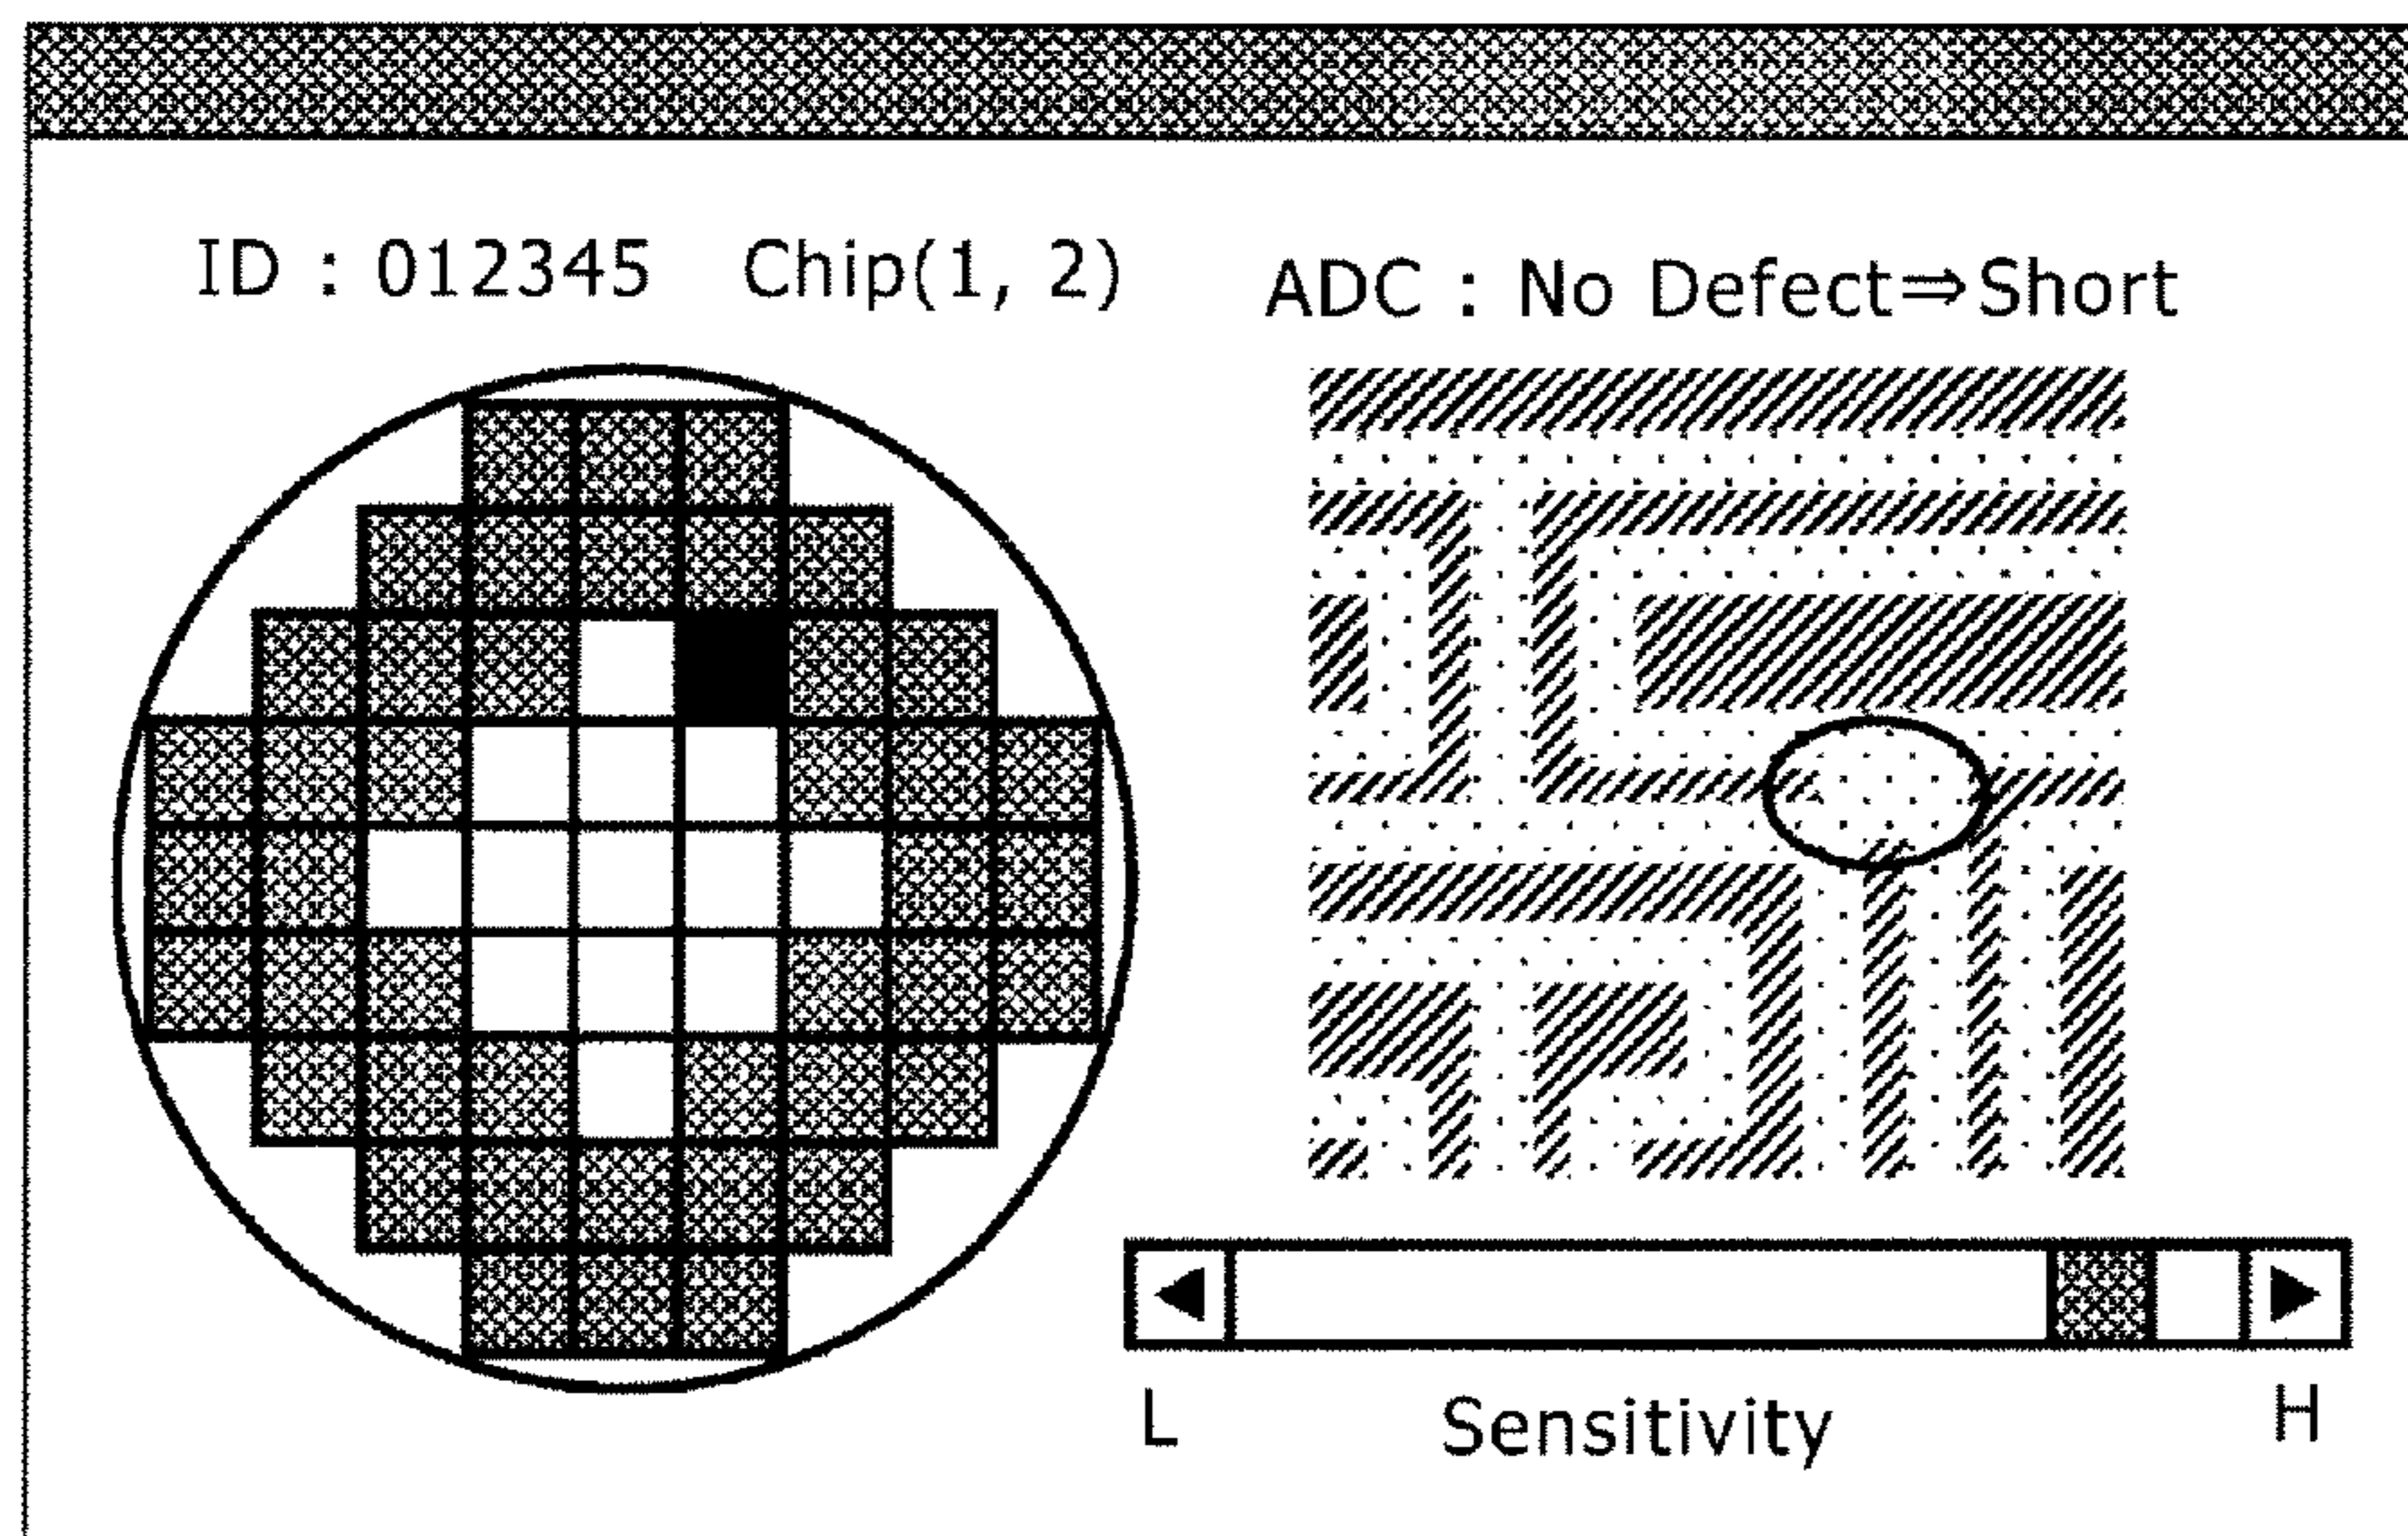 ID : 012345 Chip(1, 2)
ADC : No Defect⇒Short
L Sensitivity H